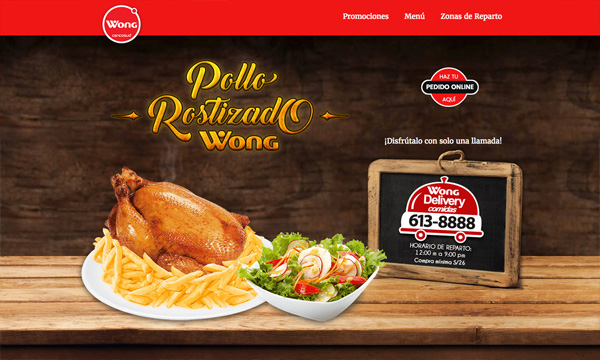 Wong
cencosud
Promociones Menú Zonas de Reparto
Pollo
Rostizado
Wong
HAZ TU
PEDIDO ONLINE
AQUÍ
¡Disfrútalo con solo una llamada!
Wong
Delivery
comidas
613-8888
HORARIO DE REPARTO:
12:00 m a 9:00 pm
Compra mínima S/26